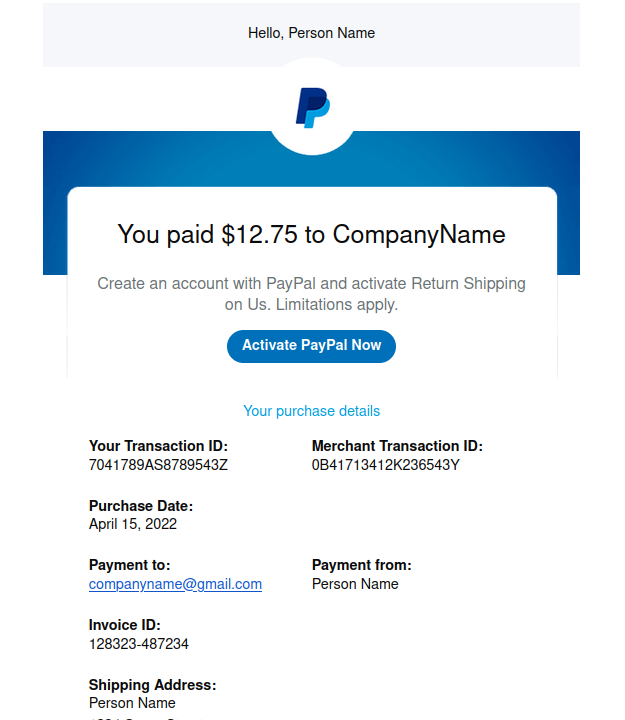 Hello, Person Name
You paid $12.75 to CompanyName
Create an account with PayPal and activate Return Shipping
on Us. Limitations apply.
Activate PayPal Now
Your purchase details
Your Transaction ID:
7041789AS8789543Z
Merchant Transaction ID:
0B41713412K236543Y
Purchase Date:
April 15, 2022
Payment to:
companyname@gmail.com
Payment from:
Person Name
Invoice ID:
128323-487234
Shipping Address:
Person Name